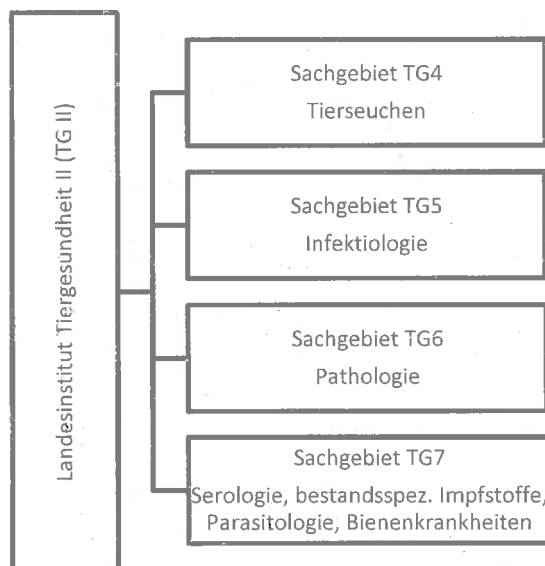 Landesinstitut Tiergesundheit II (TG II)
Sachgebiet TG4
Tierseuchen
Sachgebiet TG5
Infektiologie
Sachgebiet TG6
Pathologie
Sachgebiet TG7
Serologie, bestandsspez. Impfstoffe,
Parasitologie, Bienenkrankheiten